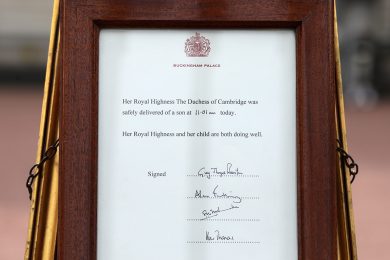 BUCKINGHAM PALACE
Her Royal Highness The Duchess of Cambridge was
safely delivered of a son at 11·01 am today.
Her Royal Highness and her child are both doing well.
Signed